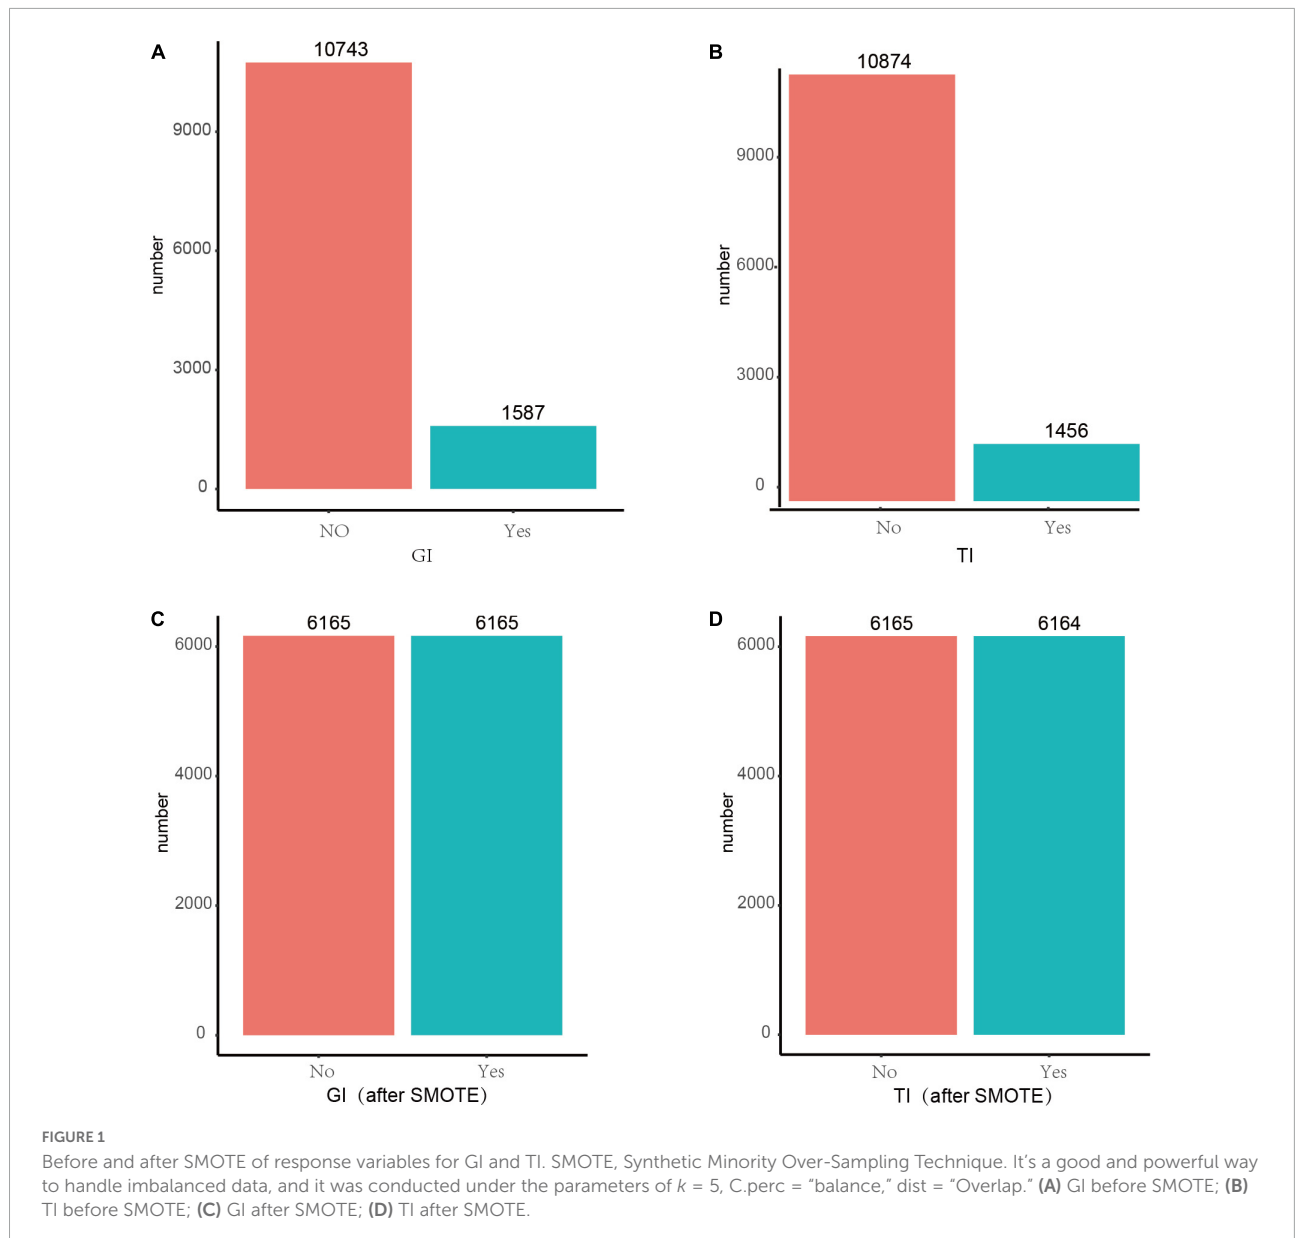 A
10743
9000
6000
3000
0
number
1587
NO
Yes
GI
B
10874
9000
6000
3000
0
number
1456
No
Yes
TI
C
6165
6165
6000
4000
2000
0
number
No
Yes
GI（after SMOTE）
D
6165
6164
6000
4000
2000
0
number
No
Yes
TI（after SMOTE）
FIGURE 1
Before and after SMOTE of response variables for GI and TI. SMOTE, Synthetic Minority Over-Sampling Technique. It’s a good and powerful way
to handle imbalanced data, and it was conducted under the parameters of k = 5, C.perc = “balance,” dist = “Overlap.” (A) GI before SMOTE; (B)
TI before SMOTE; (C) GI after SMOTE; (D) TI after SMOTE.